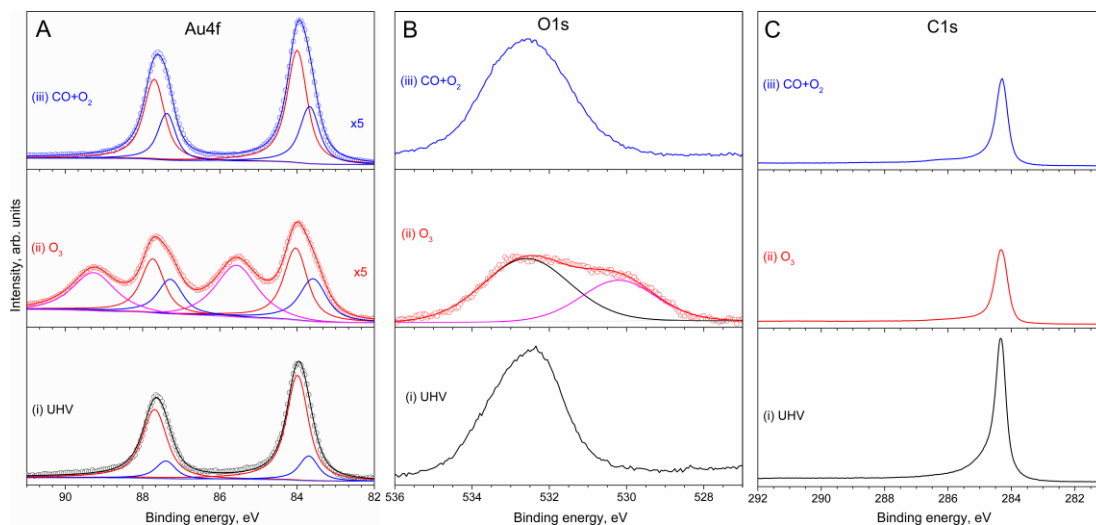 A
Au4f
(iii) CO+O₂
x5
(ii) O₃
x5
(i) UHV
Intensity, arb. units
90 88 86 84 82
Binding energy, eV
B
O1s
(iii) CO+O₂
(ii) O₃
(i) UHV
536 534 532 530 528
Binding energy, eV
C
C1s
(iii) CO+O₂
(ii) O₃
(i) UHV
292 290 288 286 284 282
Binding energy, eV